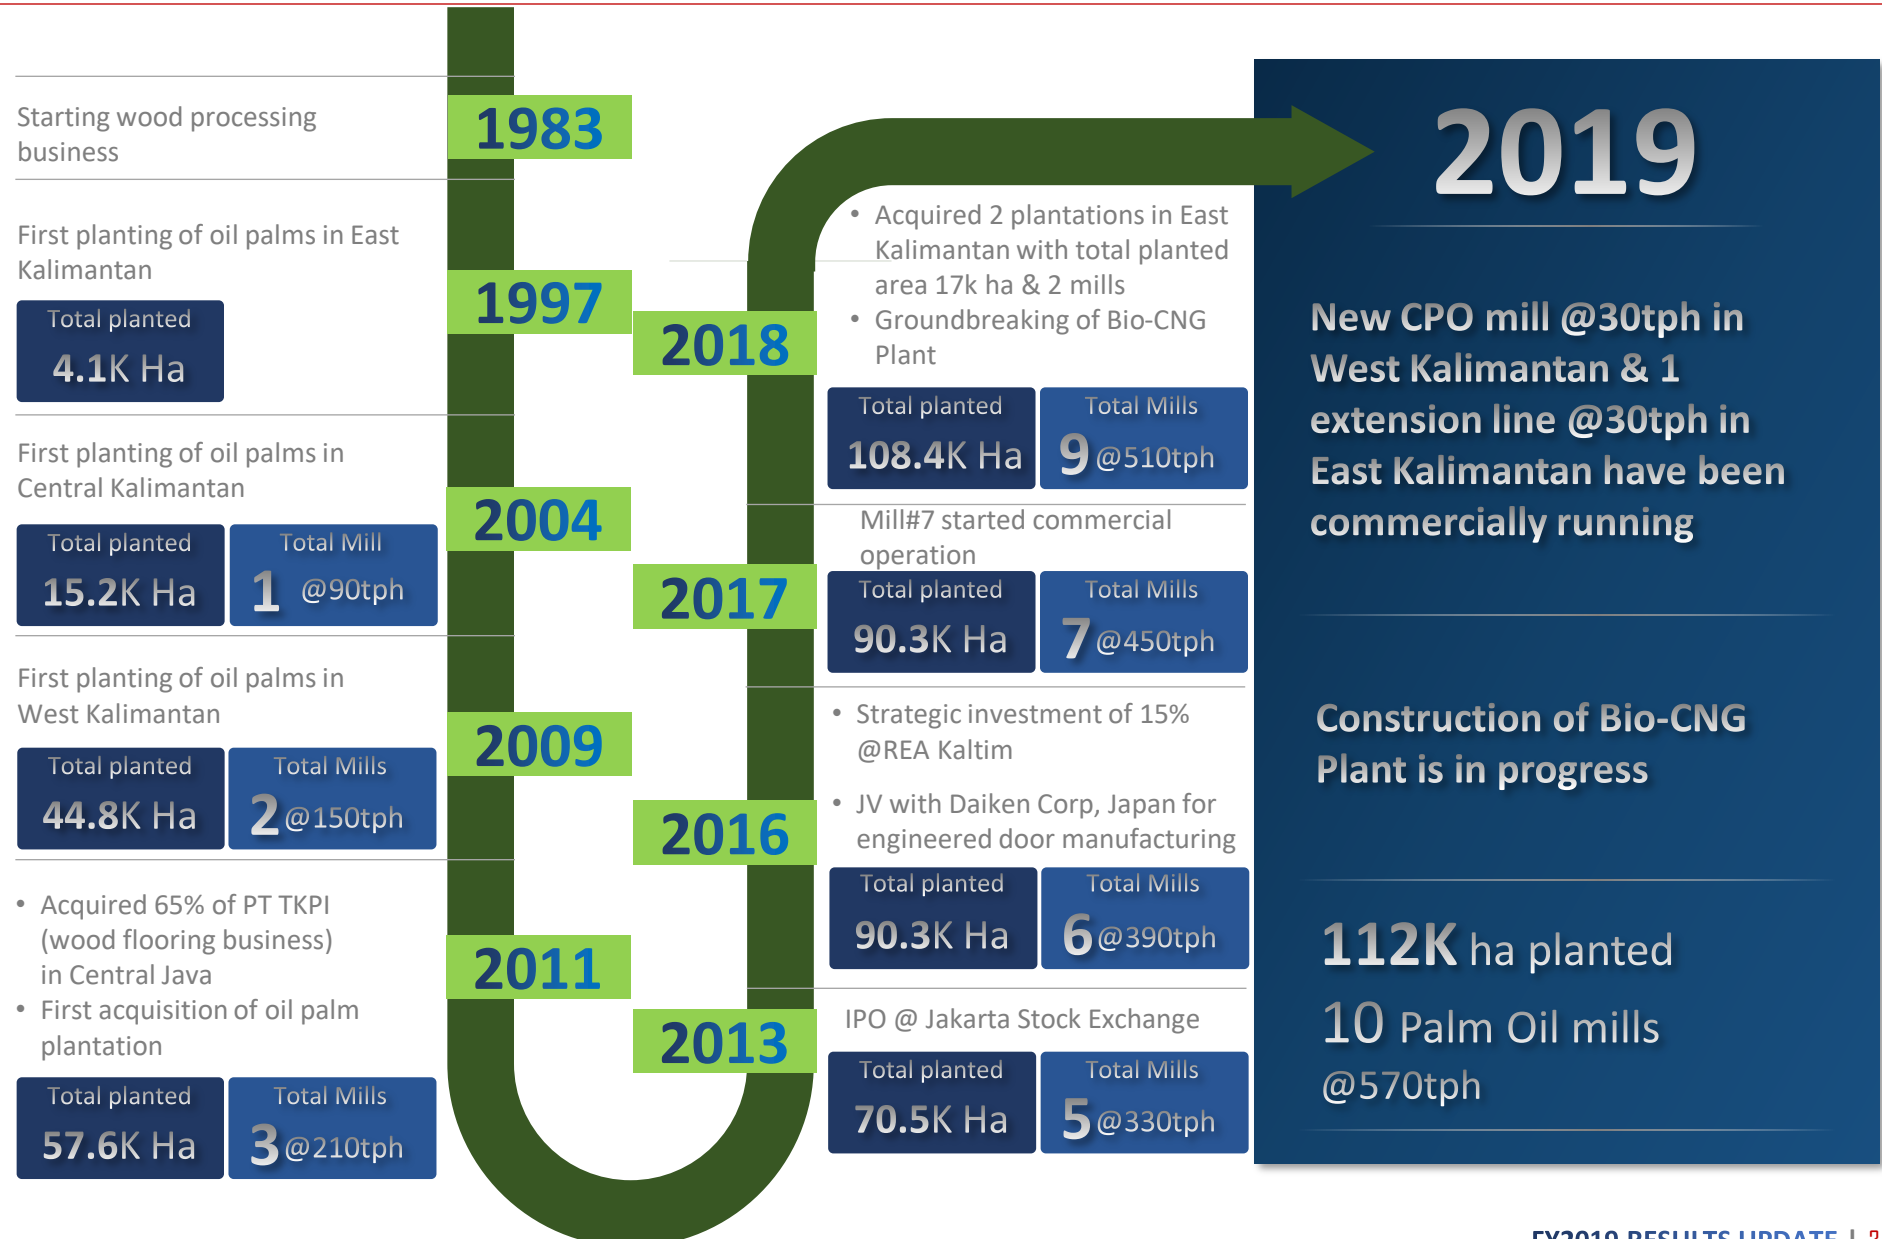 Starting wood processing
business
1983
First planting of oil palms in East
Kalimantan
1997
Total planted
4.1K Ha
First planting of oil palms in
Central Kalimantan
2004
Total planted
15.2K Ha
Total Mill
1 @90tph
First planting of oil palms in
West Kalimantan
2009
Total planted
44.8K Ha
Total Mills
2 @150tph
• Acquired 65% of PT TKPI
(wood flooring business)
in Central Java
• First acquisition of oil palm
plantation
2011
Total planted
57.6K Ha
Total Mills
3 @210tph
2013
IPO @ Jakarta Stock Exchange
Total planted
70.5K Ha
Total Mills
5 @330tph
2016
• Strategic investment of 15%
@REA Kaltim
• JV with Daiken Corp, Japan for
engineered door manufacturing
Total planted
90.3K Ha
Total Mills
6 @390tph
2017
Mill#7 started commercial
operation
Total planted
90.3K Ha
Total Mills
7 @450tph
2018
• Acquired 2 plantations in East
Kalimantan with total planted
area 17k ha & 2 mills
• Groundbreaking of Bio-CNG
Plant
Total planted
108.4K Ha
Total Mills
9 @510tph
2019
New CPO mill @30tph in
West Kalimantan & 1
extension line @30tph in
East Kalimantan have been
commercially running
Construction of Bio-CNG
Plant is in progress
112K ha planted
10 Palm Oil mills
@570tph
FY2019 RESULTS UPDATE |